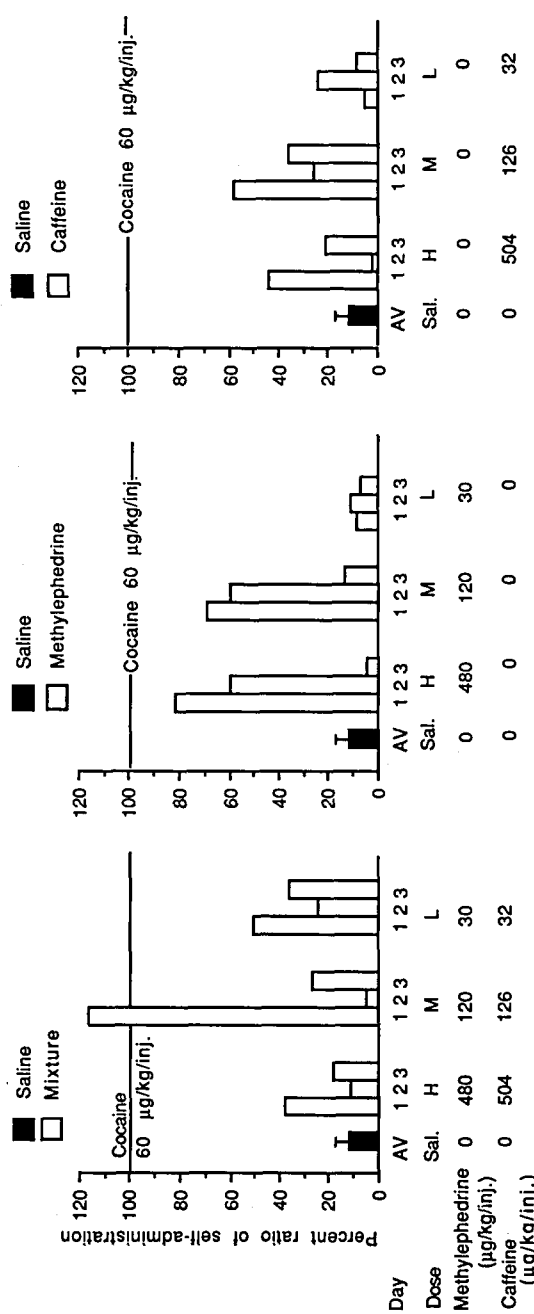 Saline
Mixture
Percent ratio of self-administration
120
100
80
60
40
20
0
Cocaine
60 µg/kg/inj.
Saline
Methylephedrine
120
100
80
60
40
20
0
Cocaine 60 µg/kg/inj.
Saline
Caffeine
120
100
80
60
40
20
0
Cocaine 60 µg/kg/inj.
Day AV 1 2 3 1 2 3 1 2 3 AV 1 2 3 1 2 3 1 2 3 AV 1 2 3 1 2 3 1 2 3
Dose Sal. H M L Sal. H M L Sal. H M L
Methylephedrine 0 480 120 30 0 480 120 30 0 0 0 0
(µg/kg/inj.)
Caffeine 0 504 126 32 0 0 0 0 0 504 126 32
(µg/kg/inj.)